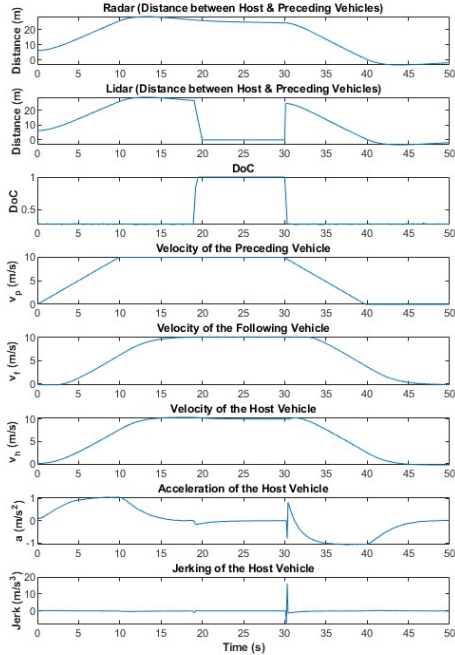 Radar (Distance between Host & Preceding Vehicles)
Distance (m)
20
10
0
0 5 10 15 20 25 30 35 40 45 50
Lidar (Distance between Host & Preceding Vehicles)
Distance (m)
20
10
0
0 5 10 15 20 25 30 35 40 45 50
DoC
DoC
1
0.5
0 5 10 15 20 25 30 35 40 45 50
Velocity of the Preceding Vehicle
v_p (m/s)
10
5
0
0 5 10 15 20 25 30 35 40 45 50
Velocity of the Following Vehicle
v_f (m/s)
10
5
0
0 5 10 15 20 25 30 35 40 45 50
Velocity of the Host Vehicle
v_h (m/s)
10
5
0
0 5 10 15 20 25 30 35 40 45 50
Acceleration of the Host Vehicle
a (m/s²)
1
0
-1
0 5 10 15 20 25 30 35 40 45 50
Jerking of the Host Vehicle
Jerk (m/s³)
20
10
0
0 5 10 15 20 25 30 35 40 45 50
Time (s)